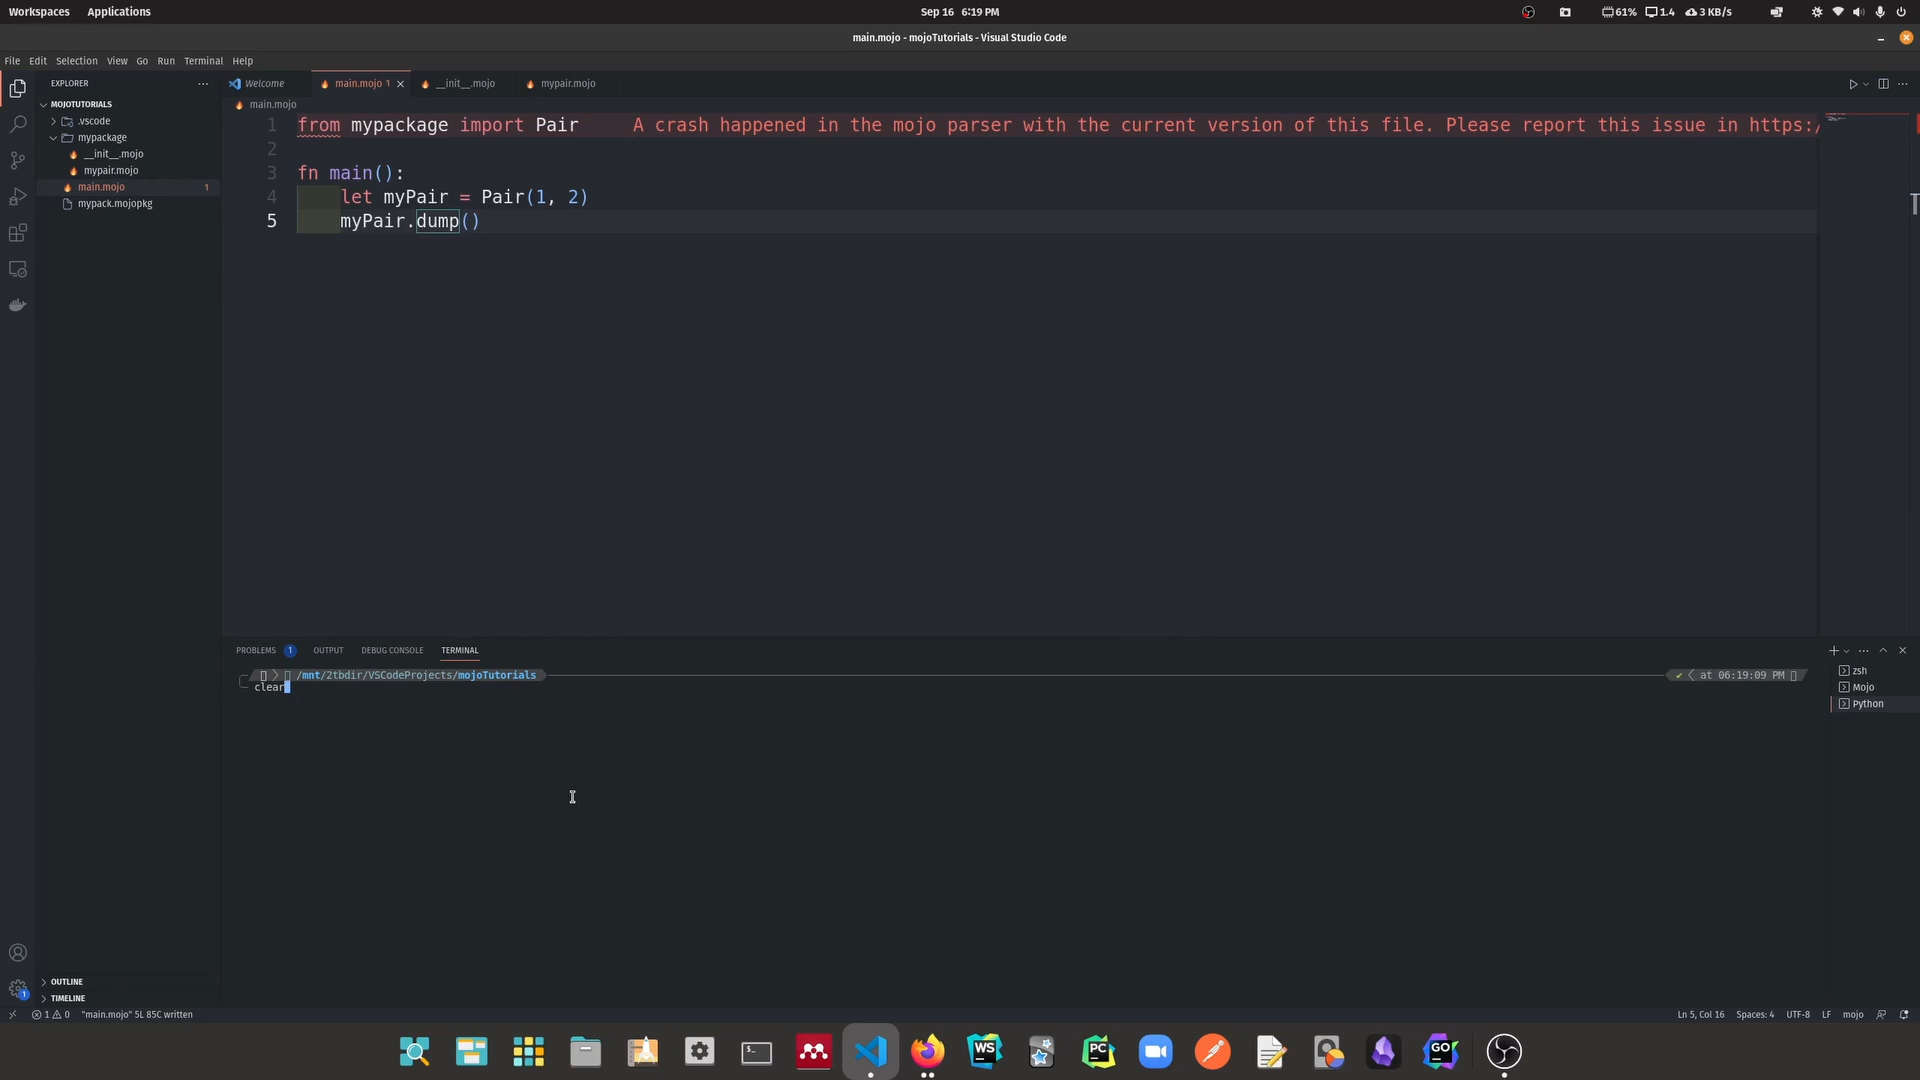 Workspaces Applications Sep 16 6:19 PM 61% 1.4 3 KB/s
main.mojo - mojoTutorials - Visual Studio Code
File Edit Selection View Go Run Terminal Help
EXPLORER
Welcome main.mojo 1 __init__.mojo mypair.mojo
MOJOTUTORIALS
.vscode
mypackage
__init__.mojo
mypair.mojo
main.mojo 1
mypack.mojopkg
main.mojo
1 from mypackage import Pair A crash happened in the mojo parser with the current version of this file. Please report this issue in https:/
2
3 fn main():
4 let myPair = Pair(1, 2)
5 myPair.dump()
PROBLEMS 1 OUTPUT DEBUG CONSOLE TERMINAL
/mnt/2tbdir/VSCodeProjects/mojoTutorials
at 06:19:09 PM
clear
zsh
Mojo
Python
OUTLINE
TIMELINE
1
1 0 "main.mojo" 5L 85C written Ln 5, Col 16 Spaces: 4 UTF-8 LF mojo
$_ WS PC GO